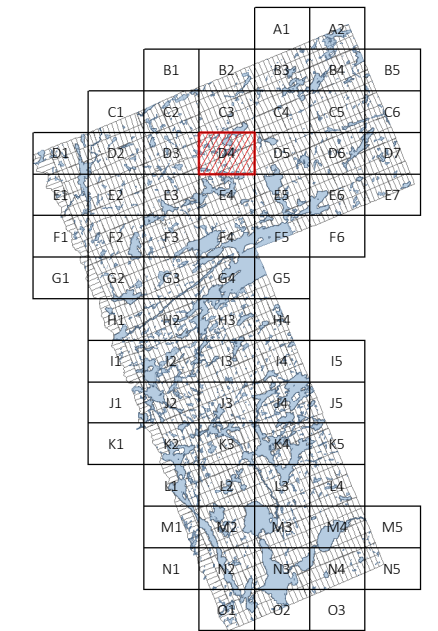 A1 A2
B1 B2 B3 B4 B5
C1 C2 C3 C4 C5 C6
D1 D2 D3 D4 D5 D6 D7
E1 E2 E3 E4 E5 E6 E7
F1 F2 F3 F4 F5 F6
G1 G2 G3 G4 G5
H1 H2 H3 H4
I1 I2 I3 I4 I5
J1 J2 J3 J4 J5
K1 K2 K3 K4 K5
L1 L2 L3 L4
M1 M2 M3 M4 M5
N1 N2 N3 N4 N5
O1 O2 O3